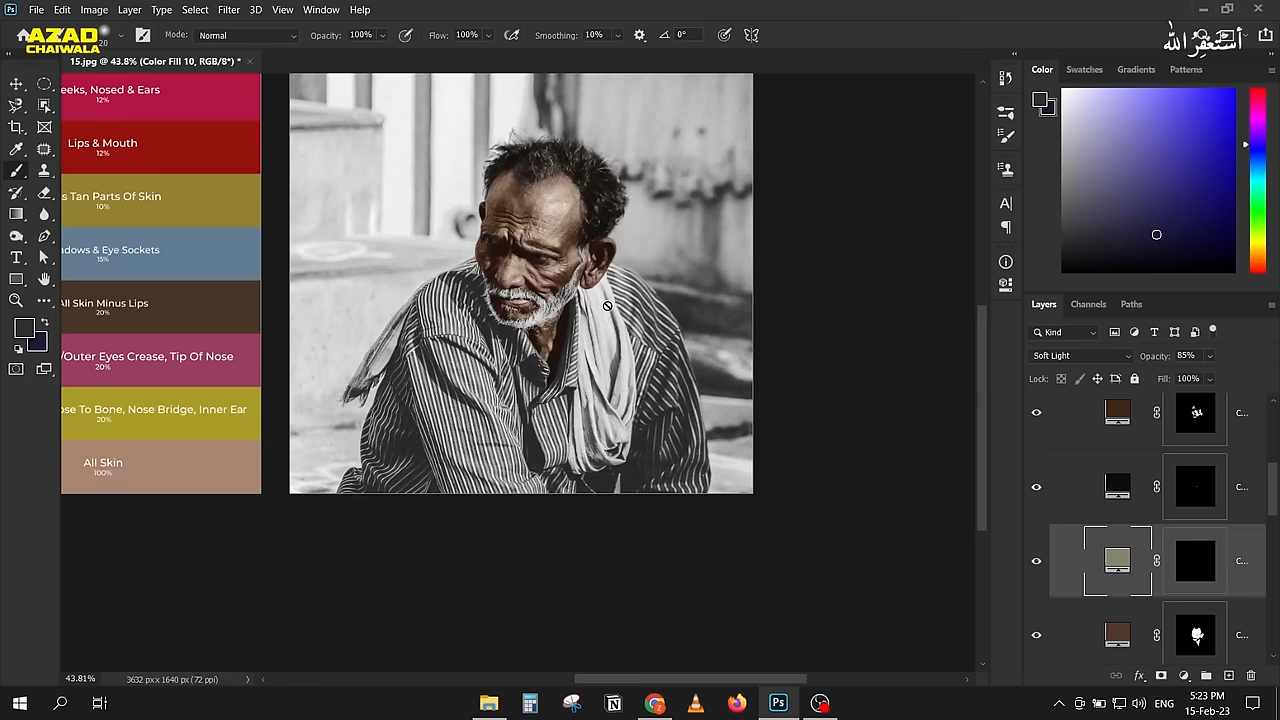 File Edit Image Layer Type Select Filter 3D View Window Help
AZAD
CHAIWALA
20
Mode: Normal Opacity: 100% Flow: 100% Smoothing: 10% 0°
أستغفر الله
15.jpg @ 43.8% (Color Fill 10, RGB/8*) *
eeks, Nosed & Ears
12%
Lips & Mouth
12%
s Tan Parts Of Skin
10%
dows & Eye Sockets
15%
All Skin Minus Lips
20%
/Outer Eyes Crease, Tip Of Nose
20%
ose To Bone, Nose Bridge, Inner Ear
20%
All Skin
100%
Color Swatches Gradients Patterns
Layers Channels Paths
Kind
Soft Light Opacity: 85%
Lock: Fill: 100%
C...
C...
C...
C...
43.81% 3632 px x 1640 px (72 ppi)
Ps
ENG
5:23 PM
15-Feb-23